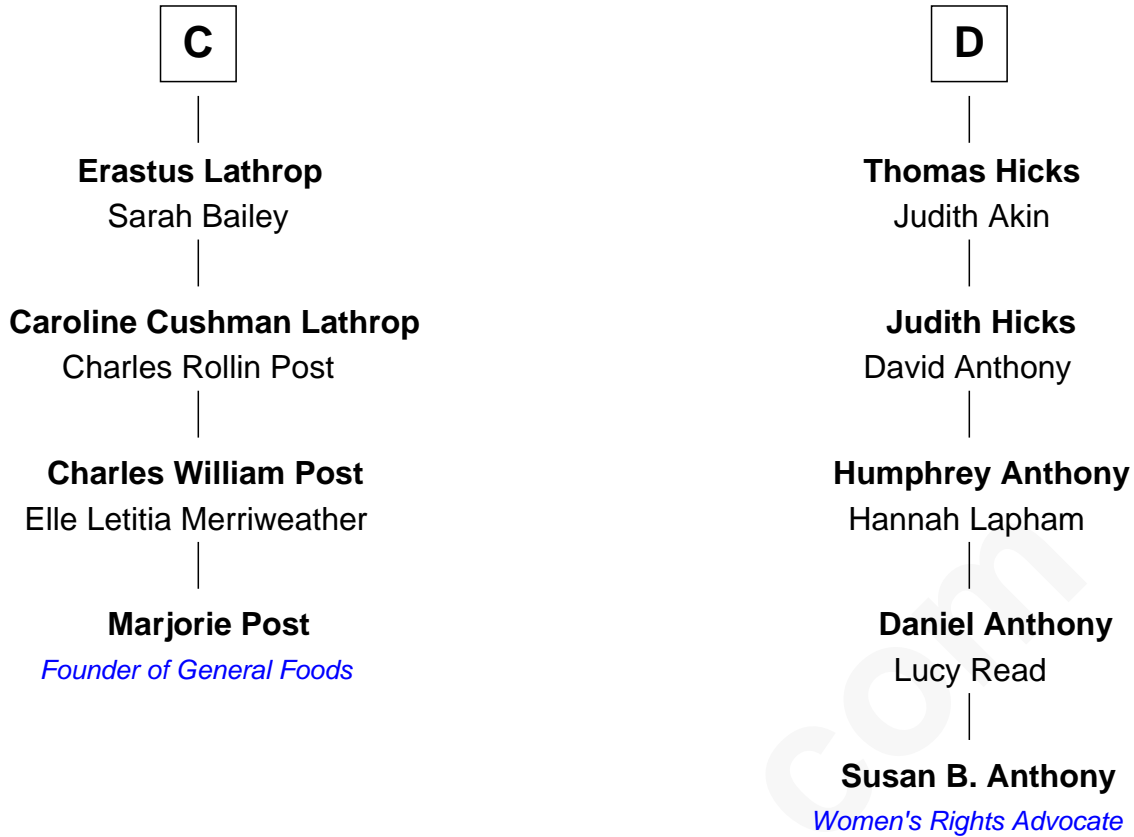 C
Erastus Lathrop
Sarah Bailey
Caroline Cushman Lathrop
Charles Rollin Post
Charles William Post
Elle Letitia Merriweather
Marjorie Post
Founder of General Foods
D
Thomas Hicks
Judith Akin
Judith Hicks
David Anthony
Humphrey Anthony
Hannah Lapham
Daniel Anthony
Lucy Read
Susan B. Anthony
Women's Rights Advocate
com